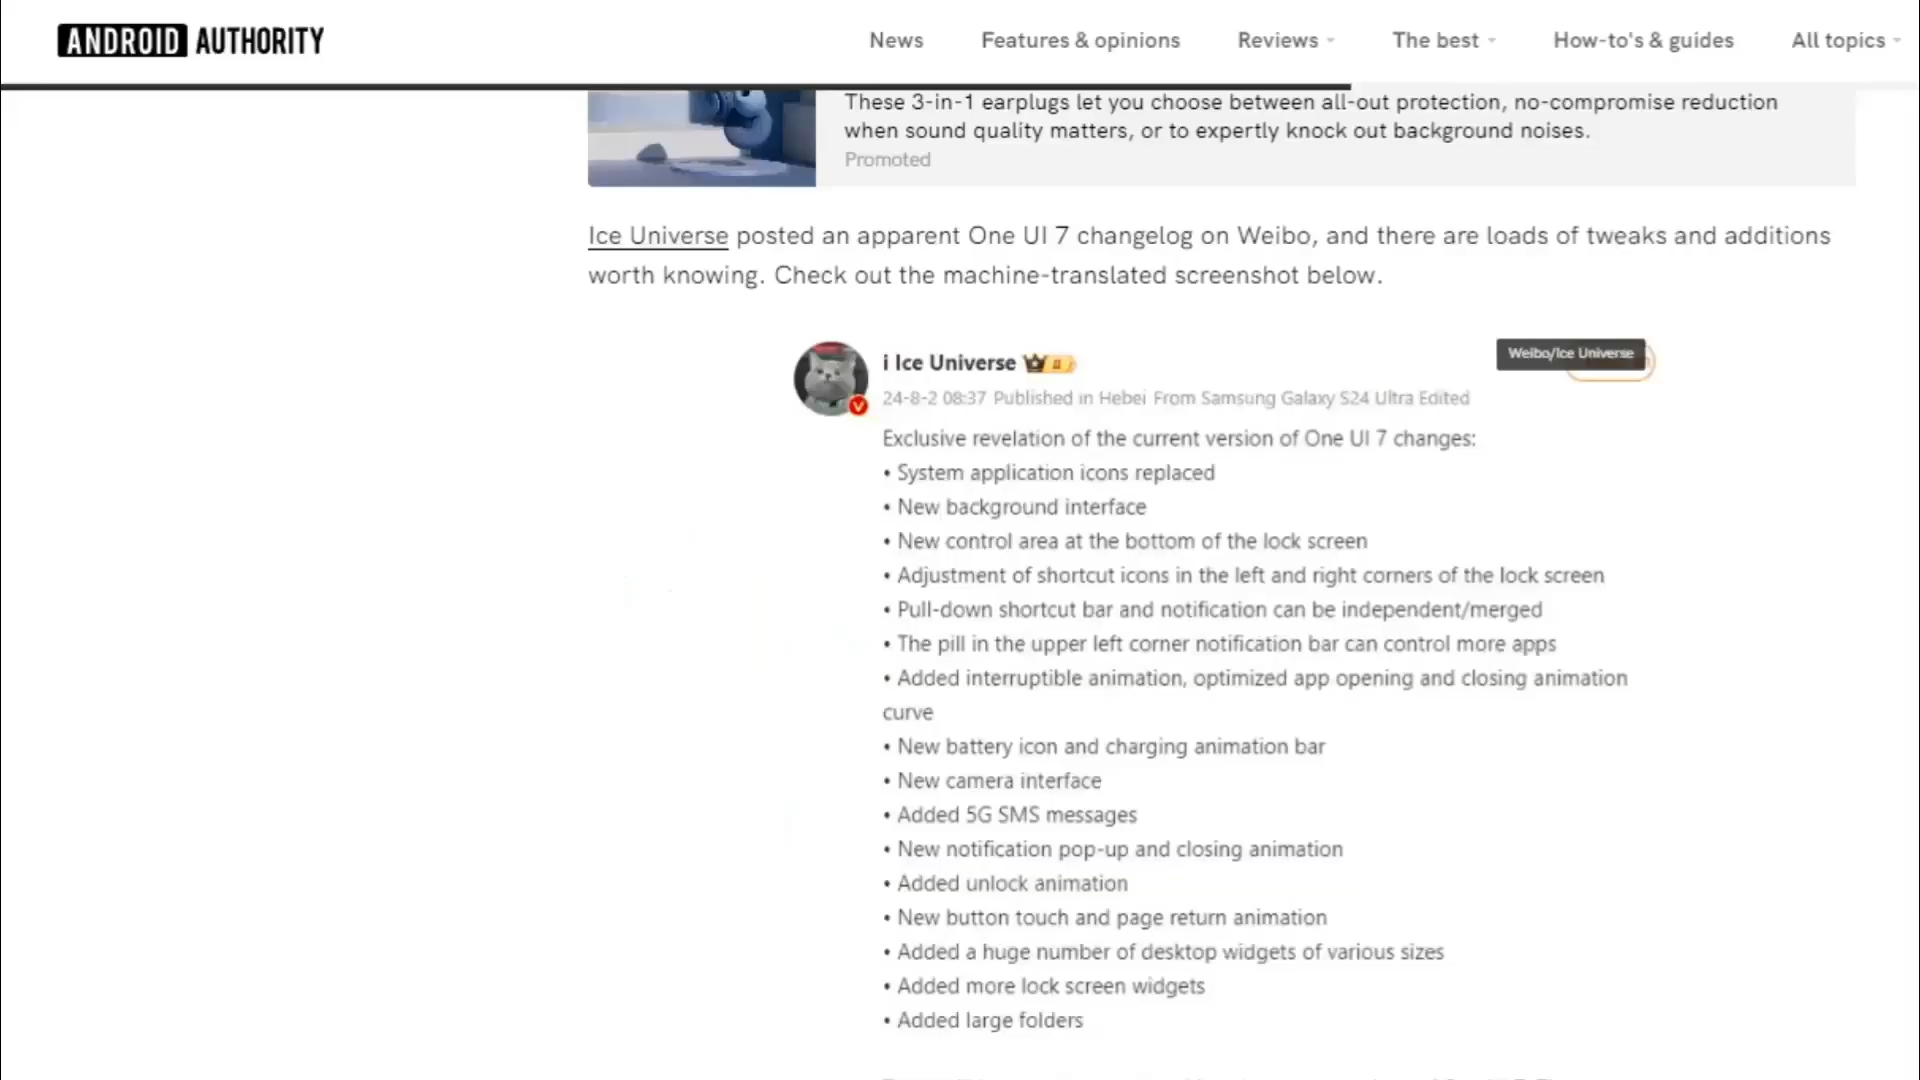 ANDROID AUTHORITY
News Features & opinions Reviews The best How-to's & guides All topics
These 3-in-1 earplugs let you choose between all-out protection, no-compromise reduction
when sound quality matters, or to expertly knock out background noises.
Promoted
Ice Universe posted an apparent One UI 7 changelog on Weibo, and there are loads of tweaks and additions
worth knowing. Check out the machine-translated screenshot below.
i Ice Universe
Weibo/Ice Universe
24-8-2 08:37 Published in Hebei From Samsung Galaxy S24 Ultra Edited
Exclusive revelation of the current version of One UI 7 changes:
• System application icons replaced
• New background interface
• New control area at the bottom of the lock screen
• Adjustment of shortcut icons in the left and right corners of the lock screen
• Pull-down shortcut bar and notification can be independent/merged
• The pill in the upper left corner notification bar can control more apps
• Added interruptible animation, optimized app opening and closing animation
curve
• New battery icon and charging animation bar
• New camera interface
• Added 5G SMS messages
• New notification pop-up and closing animation
• Added unlock animation
• New button touch and page return animation
• Added a huge number of desktop widgets of various sizes
• Added more lock screen widgets
• Added large folders